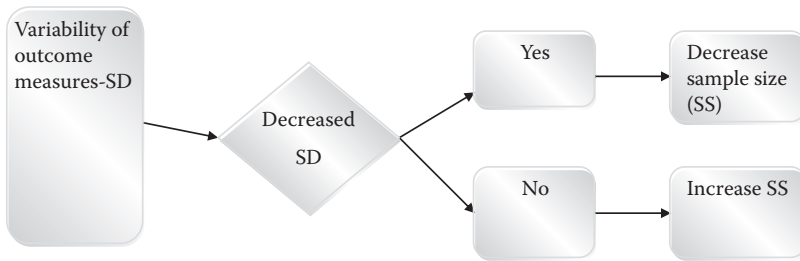 Variability of
outcome
measures-SD
Decreased
SD
Yes
Decrease
sample size
(SS)
No
Increase SS